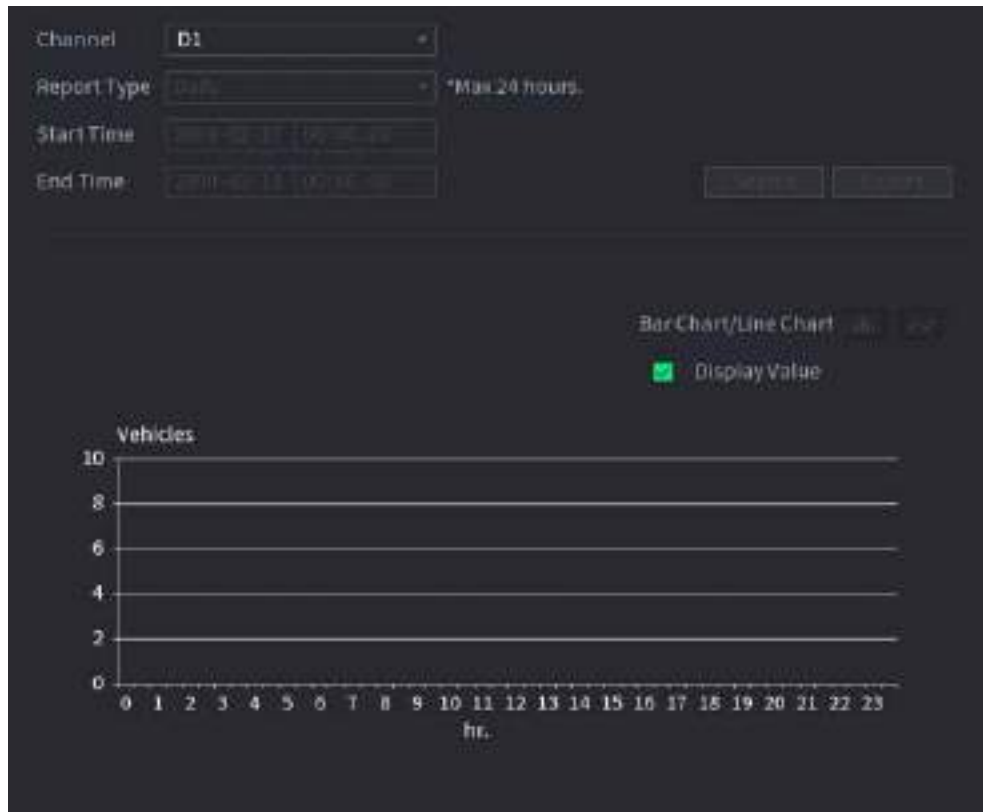 Channel D1
Report Type Daily *Max 24 hours.
Start Time
End Time
Bar Chart/Line Chart
Display Value
Vehicles
10
8
6
4
2
0
0 1 2 3 4 5 6 7 8 9 10 11 12 13 14 15 16 17 18 19 20 21 22 23
hr.